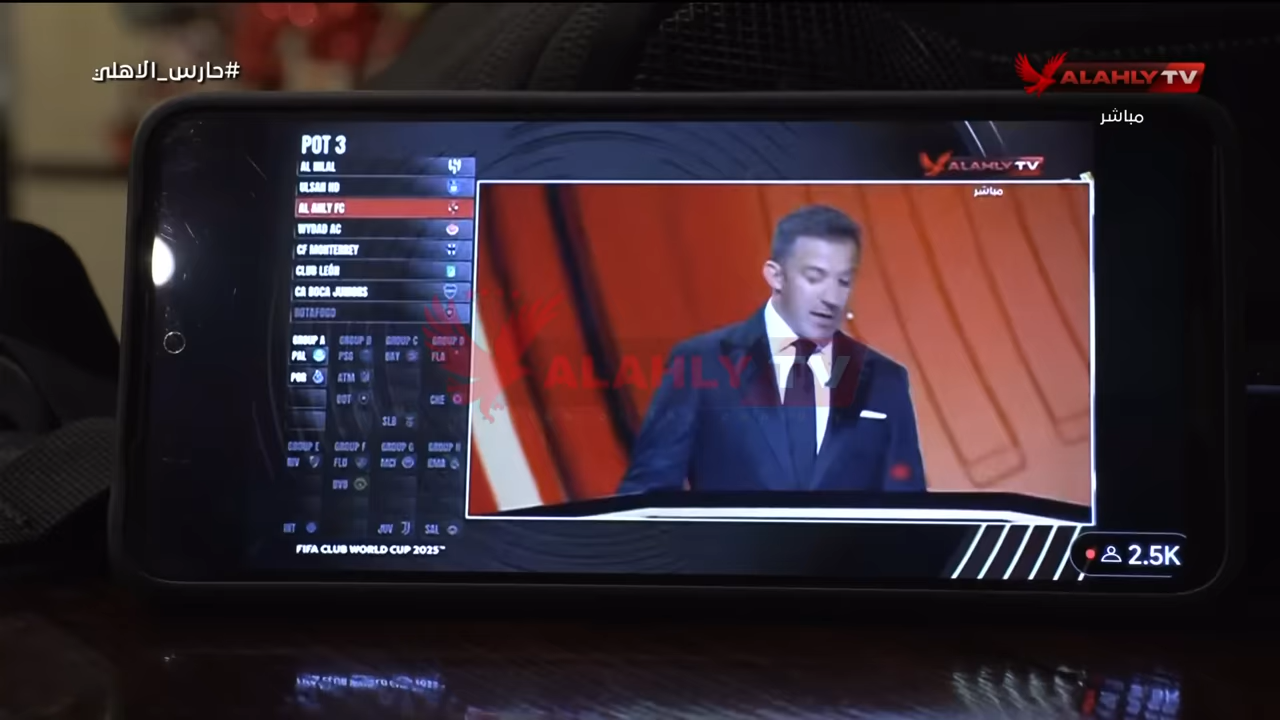 #حارس_الاهلي
ALAHLY TV
مباشر
POT 3
AL HILAL
ULSAN HD
AL AHLY FC
WYDAD AC
CF MONTERREY
CLUB LEÓN
CA BOCA JUNIORS
BOTAFOGO
ALAHLY TV
مباشر
GROUP A GROUP B GROUP C GROUP D
PAL PSG BAY FLA
POR ATM
BOT CHE
SLB
GROUP E GROUP F GROUP G GROUP H
RIV FLU MCI RMA
BVB
INT JUV SAL
FIFA CLUB WORLD CUP 2025™
ALAHLY TV
2.5K